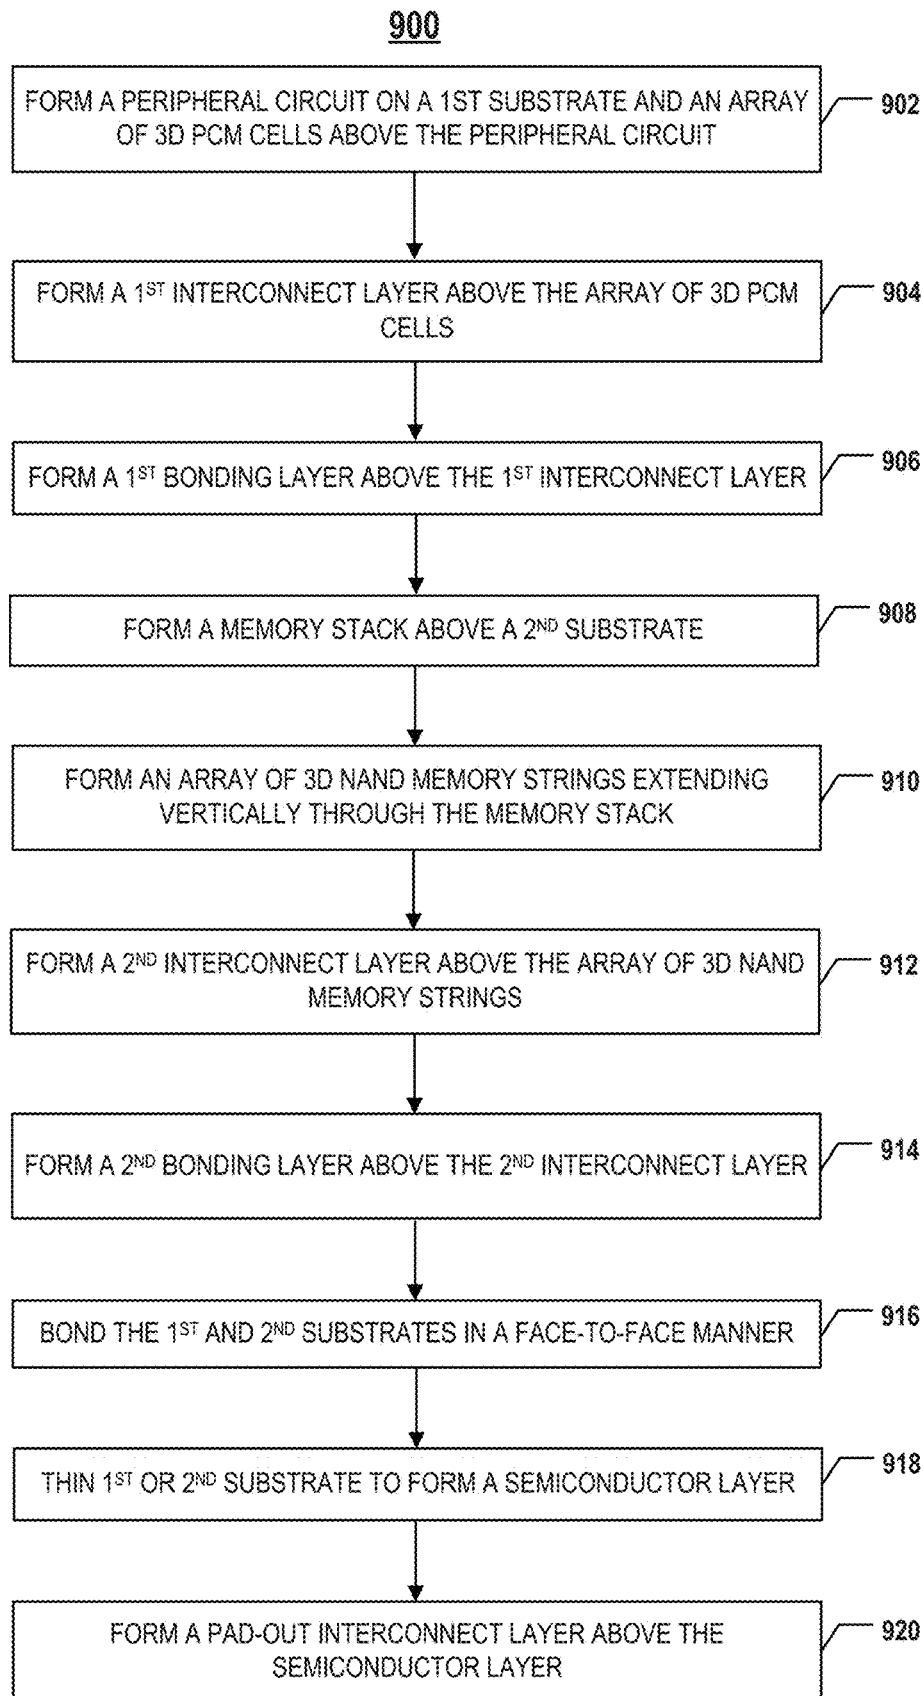 900
FORM A PERIPHERAL CIRCUIT ON A 1ST SUBSTRATE AND AN ARRAY
OF 3D PCM CELLS ABOVE THE PERIPHERAL CIRCUIT
902
FORM A 1ST INTERCONNECT LAYER ABOVE THE ARRAY OF 3D PCM
CELLS
904
FORM A 1ST BONDING LAYER ABOVE THE 1ST INTERCONNECT LAYER
906
FORM A MEMORY STACK ABOVE A 2ND SUBSTRATE
908
FORM AN ARRAY OF 3D NAND MEMORY STRINGS EXTENDING
VERTICALLY THROUGH THE MEMORY STACK
910
FORM A 2ND INTERCONNECT LAYER ABOVE THE ARRAY OF 3D NAND
MEMORY STRINGS
912
FORM A 2ND BONDING LAYER ABOVE THE 2ND INTERCONNECT LAYER
914
BOND THE 1ST AND 2ND SUBSTRATES IN A FACE-TO-FACE MANNER
916
THIN 1ST OR 2ND SUBSTRATE TO FORM A SEMICONDUCTOR LAYER
918
FORM A PAD-OUT INTERCONNECT LAYER ABOVE THE
SEMICONDUCTOR LAYER
920